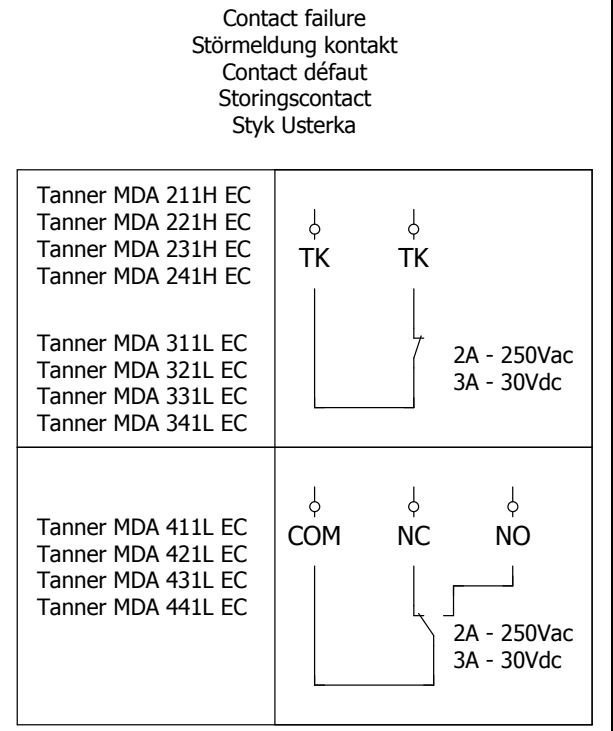 Contact failure
Störmeldung kontakt
Contact défaut
Storingscontact
Styk Usterka
Tanner MDA 211H EC
Tanner MDA 221H EC
Tanner MDA 231H EC
Tanner MDA 241H EC
Tanner MDA 311L EC
Tanner MDA 321L EC
Tanner MDA 331L EC
Tanner MDA 341L EC
TK TK
2A - 250Vac
3A - 30Vdc
Tanner MDA 411L EC
Tanner MDA 421L EC
Tanner MDA 431L EC
Tanner MDA 441L EC
COM NC NO
2A - 250Vac
3A - 30Vdc